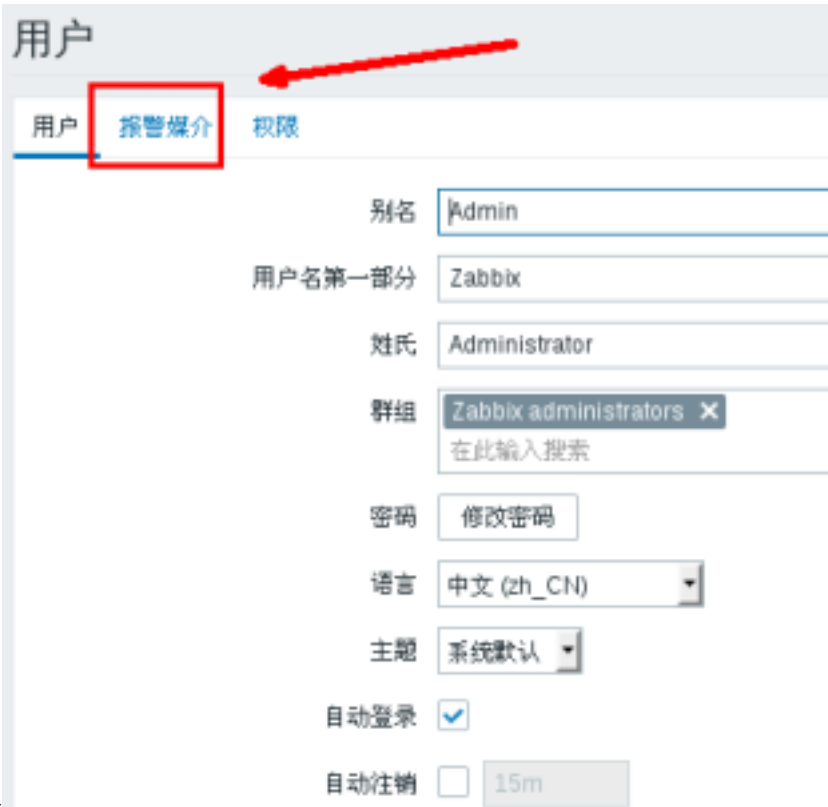 用户
用户 报警媒介 权限
别名 Admin
用户名第一部分 Zabbix
姓氏 Administrator
群组 Zabbix administrators ✕
在此输入搜索
密码 修改密码
语言 中文 (zh_CN)
主题 系统默认
自动登录
自动注销 15m